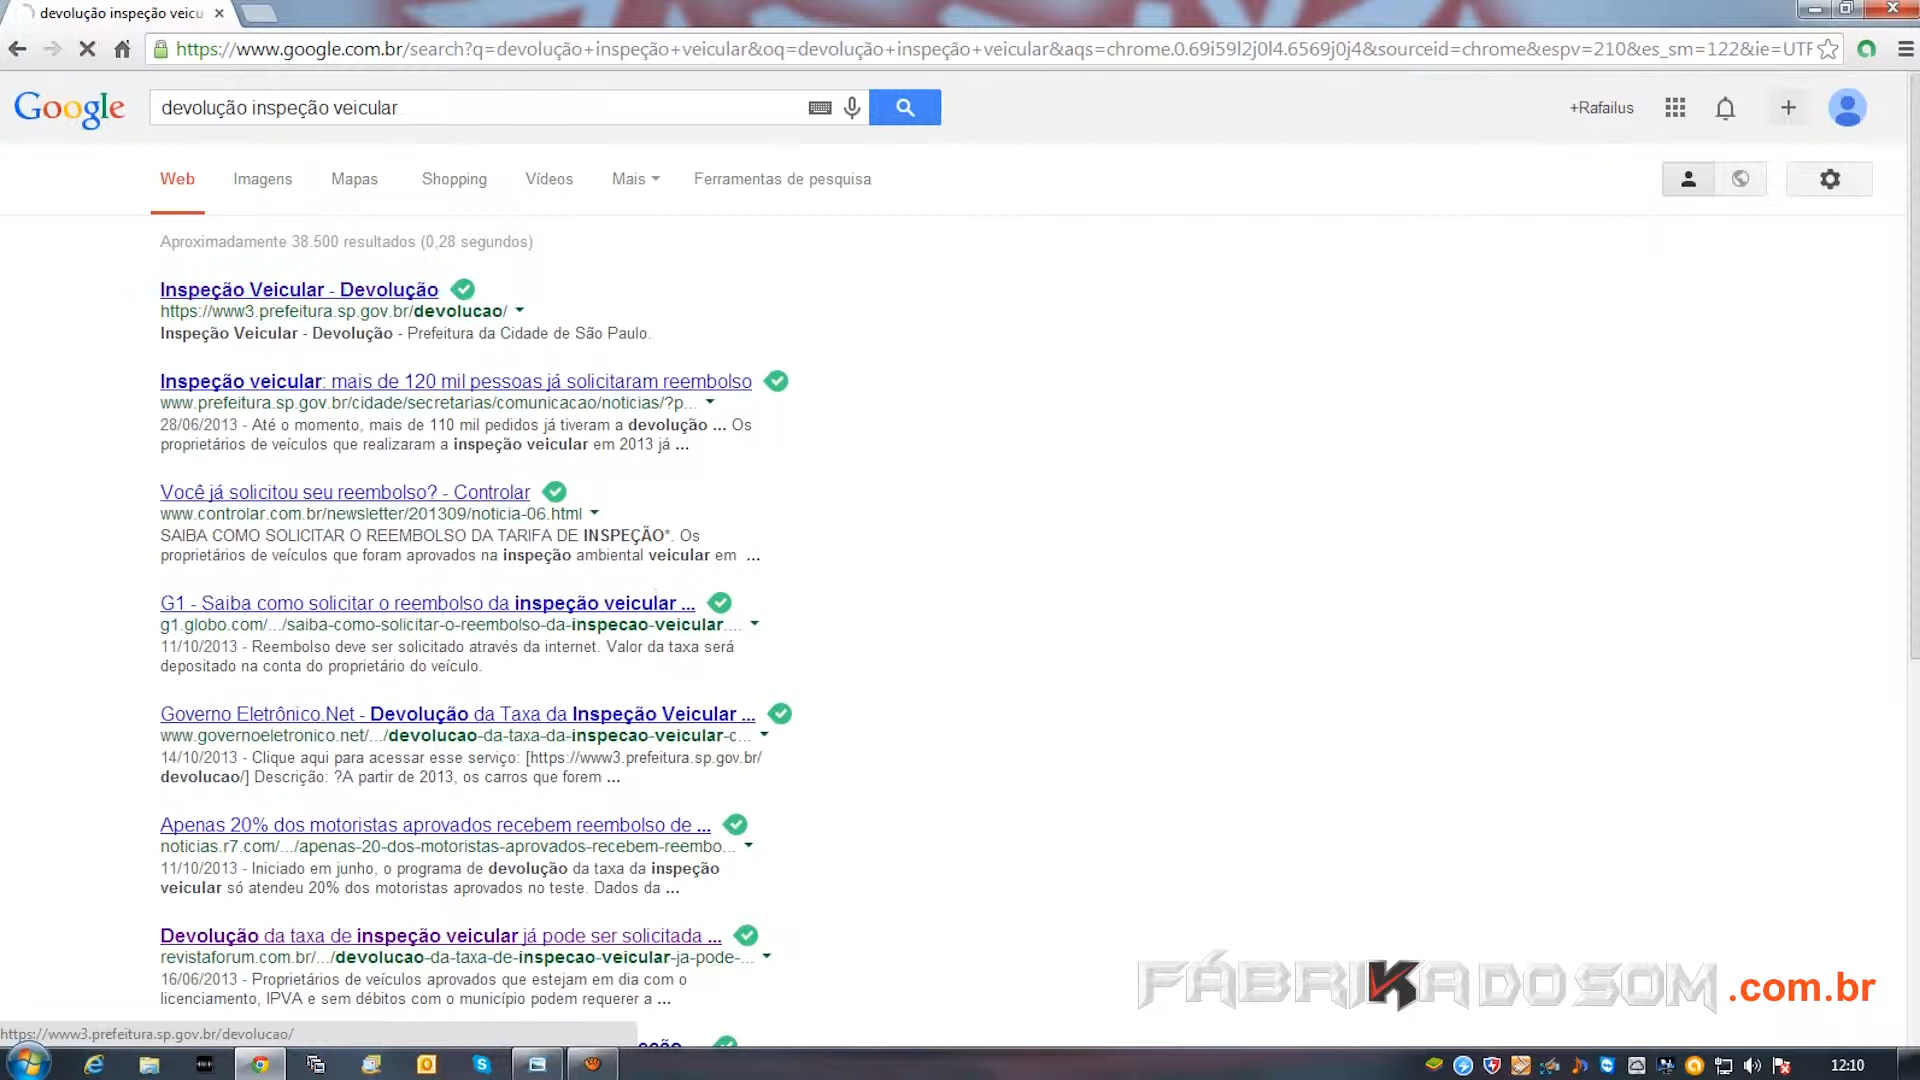 devolução inspeção veicu
https://www.google.com.br/search?q=devolução+inspeção+veicular&oq=devolução+inspeção+veicular&aqs=chrome.0.69i59l2j0l4.6569j0j4&sourceid=chrome&espv=210&es_sm=122&ie=UTF
Google
devolução inspeção veicular
+Rafailus
Web Imagens Mapas Shopping Vídeos Mais Ferramentas de pesquisa
Aproximadamente 38.500 resultados (0,28 segundos)
Inspeção Veicular - Devolução
https://www3.prefeitura.sp.gov.br/devolucao/
Inspeção Veicular - Devolução - Prefeitura da Cidade de São Paulo.
Inspeção veicular: mais de 120 mil pessoas já solicitaram reembolso
www.prefeitura.sp.gov.br/cidade/secretarias/comunicacao/noticias/?p...
28/06/2013 - Até o momento, mais de 110 mil pedidos já tiveram a devolução ... Os
proprietários de veículos que realizaram a inspeção veicular em 2013 já ...
Você já solicitou seu reembolso? - Controlar
www.controlar.com.br/newsletter/201309/noticia-06.html
SAIBA COMO SOLICITAR O REEMBOLSO DA TARIFA DE INSPEÇÃO*. Os
proprietários de veículos que foram aprovados na inspeção ambiental veicular em ...
G1 - Saiba como solicitar o reembolso da inspeção veicular ...
g1.globo.com/.../saiba-como-solicitar-o-reembolso-da-inspecao-veicular....
11/10/2013 - Reembolso deve ser solicitado através da internet. Valor da taxa será
depositado na conta do proprietário do veículo.
Governo Eletrônico.Net - Devolução da Taxa da Inspeção Veicular ...
www.governoeletronico.net/.../devolucao-da-taxa-da-inspecao-veicular-c...
14/10/2013 - Clique aqui para acessar esse serviço: [https://www3.prefeitura.sp.gov.br/
devolucao/] Descrição: ?A partir de 2013, os carros que forem ...
Apenas 20% dos motoristas aprovados recebem reembolso de ...
noticias.r7.com/.../apenas-20-dos-motoristas-aprovados-recebem-reembo...
11/10/2013 - Iniciado em junho, o programa de devolução da taxa da inspeção
veicular só atendeu 20% dos motoristas aprovados no teste. Dados da ...
Devolução da taxa de inspeção veicular já pode ser solicitada ...
revistaforum.com.br/.../devolucao-da-taxa-de-inspecao-veicular-ja-pode-...
16/06/2013 - Proprietários de veículos aprovados que estejam em dia com o
licenciamento, IPVA e sem débitos com o município podem requerer a ...
FÁBRIKADOSOM.com.br
https://www3.prefeitura.sp.gov.br/devolucao/
12:10